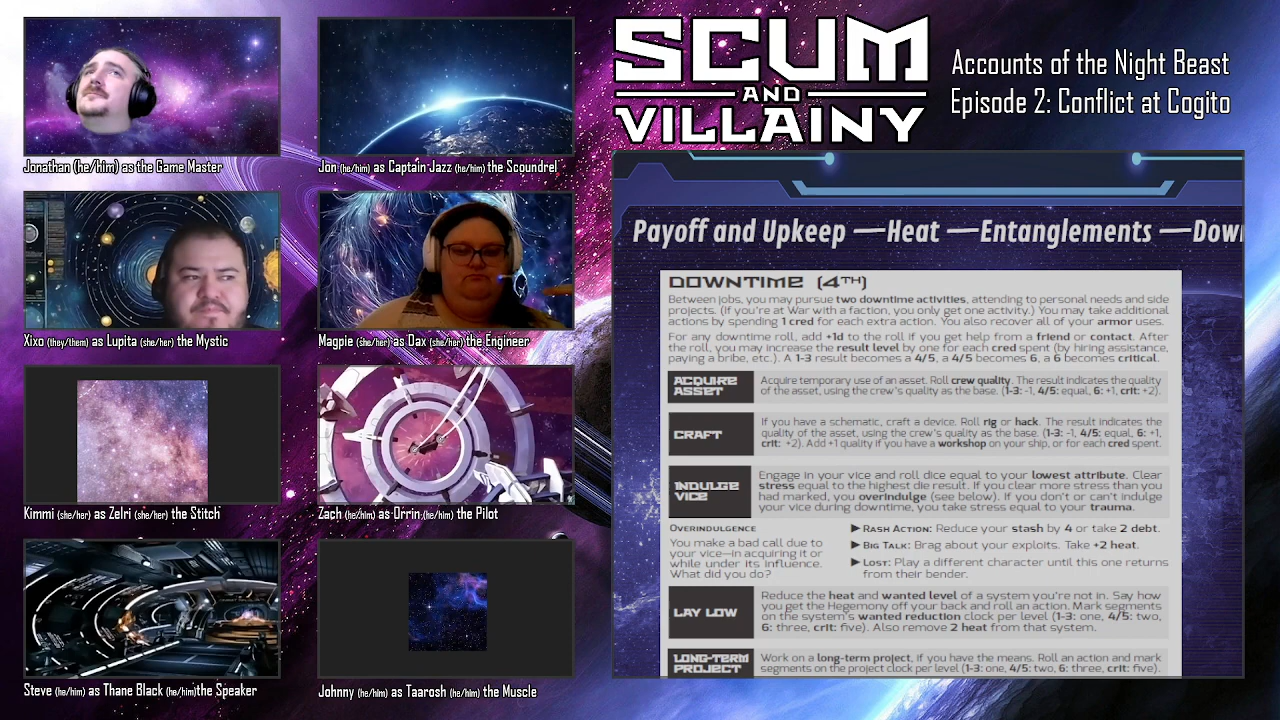 SCUM
AND
VILLAINY
Accounts of the Night Beast
Episode 2: Conflict at Cogito
Jonathan (he/him) as the Game Master
Jon (he/him) as Captain Jazz (he/him) the Scoundrel
Xixo (they/them) as Lupita (she/her) the Mystic
Magpie (she/her) as Dax (she/her) the Engineer
Kimmi (she/her) as Zelri (she/her) the Stitch
Zach (he/him) as Orrin (he/him) the Pilot
Steve (he/him) as Thane Black (he/him)the Speaker
Johnny (he/him) as Taarosh (he/him) the Muscle
Payoff and Upkeep —Heat —Entanglements —Down
DOWNTIME (4TH)
Between jobs, you may pursue two downtime activities, attending to personal needs and side
projects. (If you're at War with a faction, you only get one activity.) You may take additional
actions by spending 1 cred for each extra action. You also recover all of your armor uses.
For any downtime roll, add +1d to the roll if you get help from a friend or contact. After
the roll, you may increase the result level by one for each cred spent (by hiring assistance,
paying a bribe, etc.). A 1-3 result becomes a 4/5, a 4/5 becomes 6, a 6 becomes critical.
ACQUIRE
ASSET
Acquire temporary use of an asset. Roll crew quality. The result indicates the quality
of the asset, using the crew's quality as the base. (1-3: -1, 4/5: equal, 6: +1, crit: +2).
CRAFT
If you have a schematic, craft a device. Roll rig or hack. The result indicates the
quality of the asset, using the crew's quality as the base. (1-3: -1, 4/5: equal, 6: +1,
crit: +2). Add +1 quality if you have a workshop on your ship, or for each cred spent.
INDULGE
VICE
Engage in your vice and roll dice equal to your lowest attribute. Clear
stress equal to the highest die result. If you clear more stress than you
had marked, you overindulge (see below). If you don't or can't indulge
your vice during downtime, you take stress equal to your trauma.
OVERINDULGENCE
You make a bad call due to
your vice—in acquiring it or
while under its influence.
What did you do?
▶ RASH ACTION: Reduce your stash by 4 or take 2 debt.
▶ BIG TALK: Brag about your exploits. Take +2 heat.
▶ LOST: Play a different character until this one returns
from their bender.
LAY LOW
Reduce the heat and wanted level of a system you're not in. Say how
you get the Hegemony off your back and roll an action. Mark segments
on the system's wanted reduction clock per level (1-3: one, 4/5: two,
6: three, crit: five). Also remove 2 heat from that system.
LONG-TERM
PROJECT
Work on a long-term project, if you have the means. Roll an action and mark
segments on the project clock per level (1-3: one, 4/5: two, 6: three, crit: five).